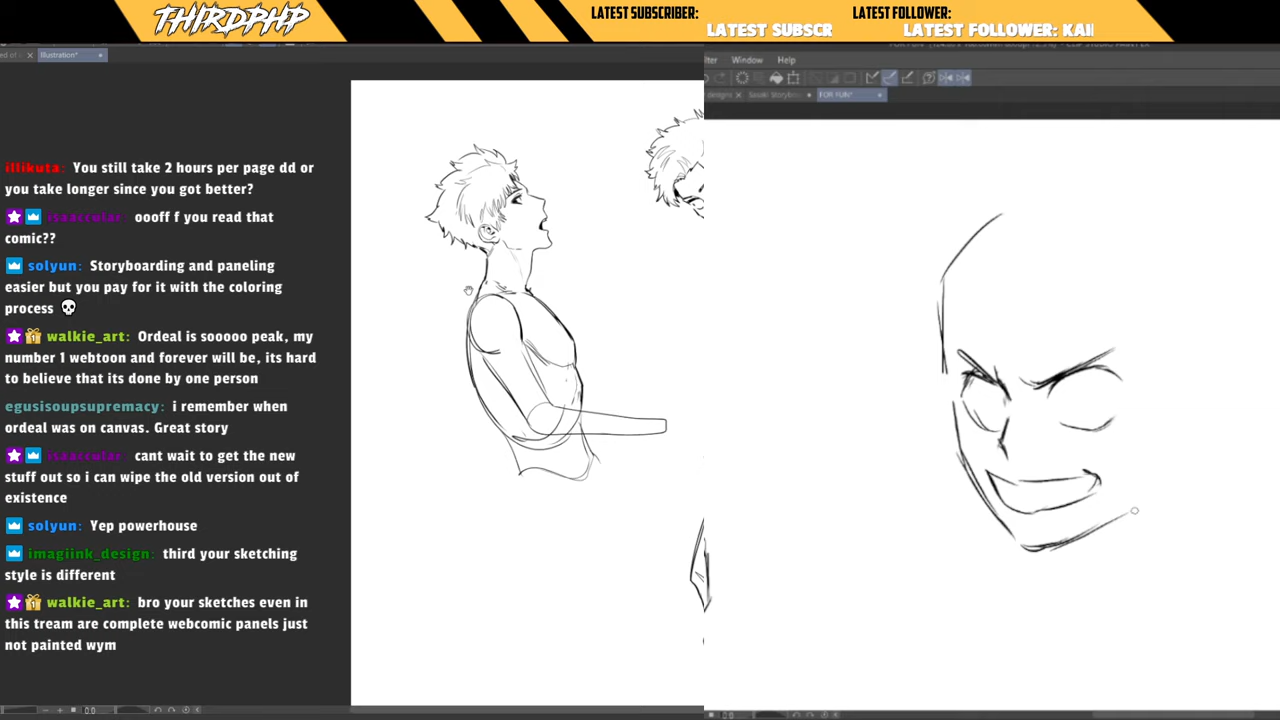 THIRDPHP
LATEST SUBSCRIBER:
LATEST SUBSCR
LATEST FOLLOWER:
LATEST FOLLOWER: KAI
Illustration*
Window Help
FOR FUN*
illikuta: You still take 2 hours per page dd or
you take longer since you got better?
isaaccular: oooff f you read that
comic??
solyun: Storyboarding and paneling
easier but you pay for it with the coloring
process 💀
walkie_art: Ordeal is sooooo peak, my
number 1 webtoon and forever will be, its hard
to believe that its done by one person
egusisoupsupremacy: i remember when
ordeal was on canvas. Great story
isaaccular: cant wait to get the new
stuff out so i can wipe the old version out of
existence
solyun: Yep powerhouse
imagiink_design: third your sketching
style is different
walkie_art: bro your sketches even in
this tream are complete webcomic panels just
not painted wym